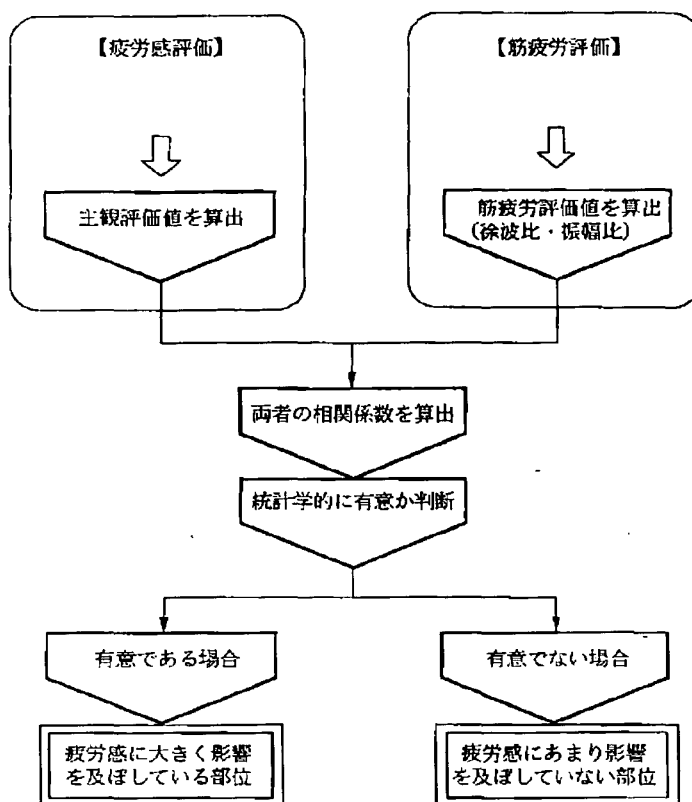 【疲労感評価】
主観評価値を算出
【筋疲労評価】
筋疲労評価値を算出
(徐波比・振幅比)
両者の相関係数を算出
統計学的に有意か判断
有意である場合
有意でない場合
疲労感に大きく影響
を及ぼしている部位
疲労感にあまり影響
を及ぼしていない部位